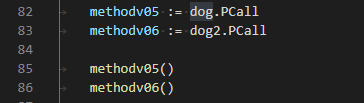 82 methodv05 := dog.PCall
83 methodv06 := dog2.PCall
84
85 methodv05()
86 methodv06()